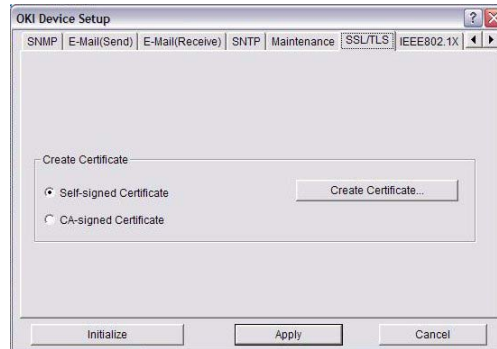 OKI Device Setup
SNMP E-Mail(Send) E-Mail(Receive) SNTP Maintenance SSL/TLS IEEE802.1X
Create Certificate
Self-signed Certificate Create Certificate...
CA-signed Certificate
Initialize Apply Cancel